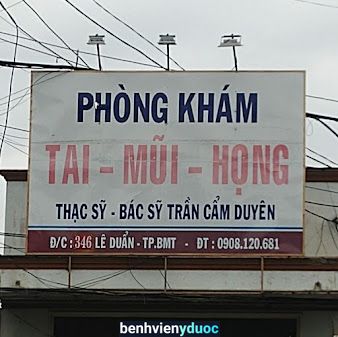 PHÒNG KHÁM
TAI - MŨI - HỌNG
THẠC SỸ - BÁC SỸ TRẦN CẨM DUYÊN
Đ/C : 346 LÊ DUẨN - TP.BMT - ĐT : 0908.120.681
benhvienyduoc